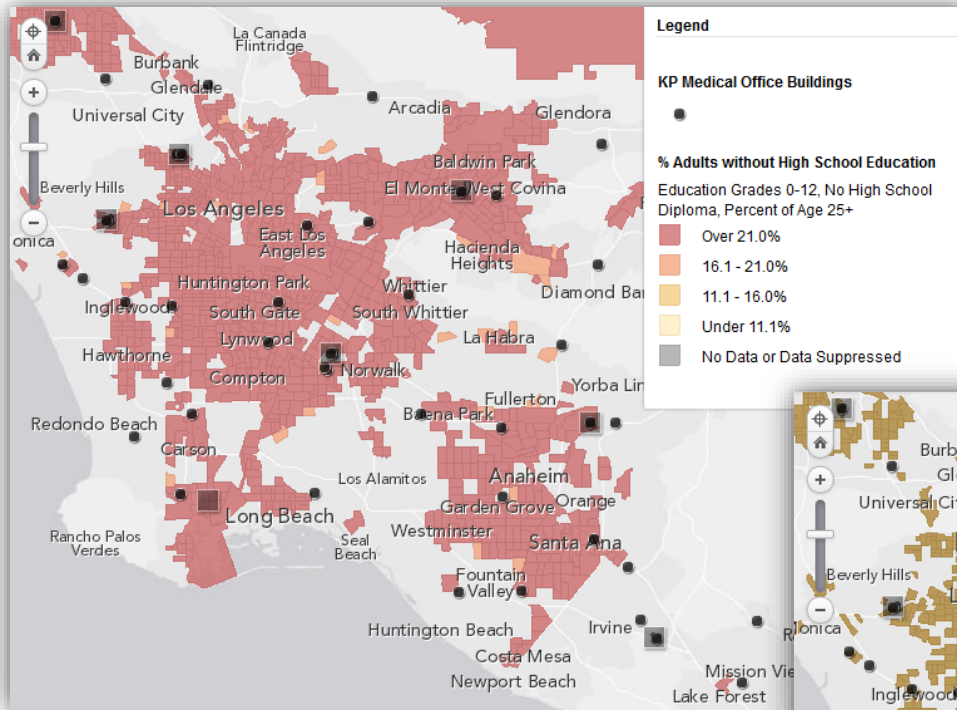 La Canada
Flintridge
Burbank
Glendale
Arcadia
Glendora
Universal City
Baldwin Park
Beverly Hills
El Monte
West Covina
Los Angeles
onica
East Los
Angeles
Hacienda
Heights
Huntington Park
Whittier
Diamond Bar
Inglewood
South Gate
South Whittier
Lynwood
La Habra
Hawthorne
Compton
Norwalk
Yorba Lin
Fullerton
Redondo Beach
Buena Park
Carson
Los Alamitos
Anaheim
Garden Grove
Orange
Long Beach
Westminster
Rancho Palos
Verdes
Seal
Beach
Santa Ana
Fountain
Valley
Huntington Beach
Irvine
Costa Mesa
Newport Beach
Mission Vie
Lake Forest
Legend
KP Medical Office Buildings
% Adults without High School Education
Education Grades 0-12, No High School
Diploma, Percent of Age 25+
Over 21.0%
16.1 - 21.0%
11.1 - 16.0%
Under 11.1%
No Data or Data Suppressed
Burb
Gl
Universal Cit
Beverly Hills
onica
Inglewood